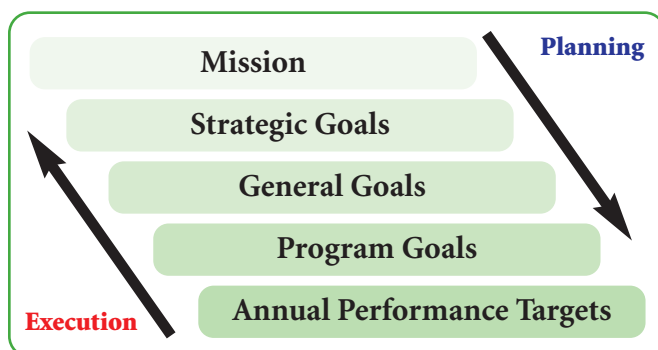 Mission
Planning
Strategic Goals
General Goals
Program Goals
Annual Performance Targets
Execution